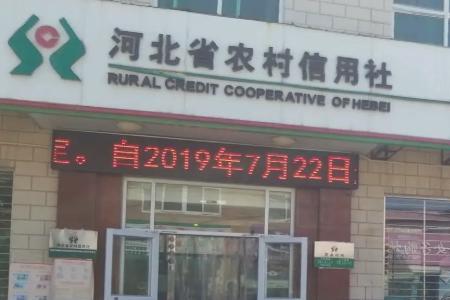 河北省农村信用社
RURAL CREDIT COOPERATIVE OF HEBEI
定。自2019年7月22日